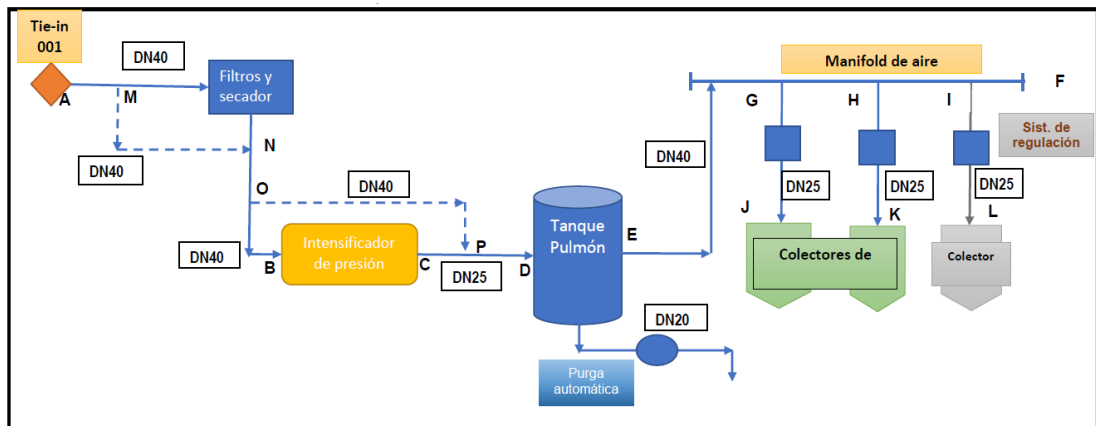 Tie-in
001
DN40
A
M
Filtros y
secador
DN40
N
O
DN40
DN40
B
Intensificador
de presión
C
P
DN25
D
Tanque
Pulmón
E
DN20
Purga
automática
DN40
Manifold de aire
F
G
H
I
Sist. de
regulación
DN25
DN25
DN25
J
K
L
Colectores de
Colector